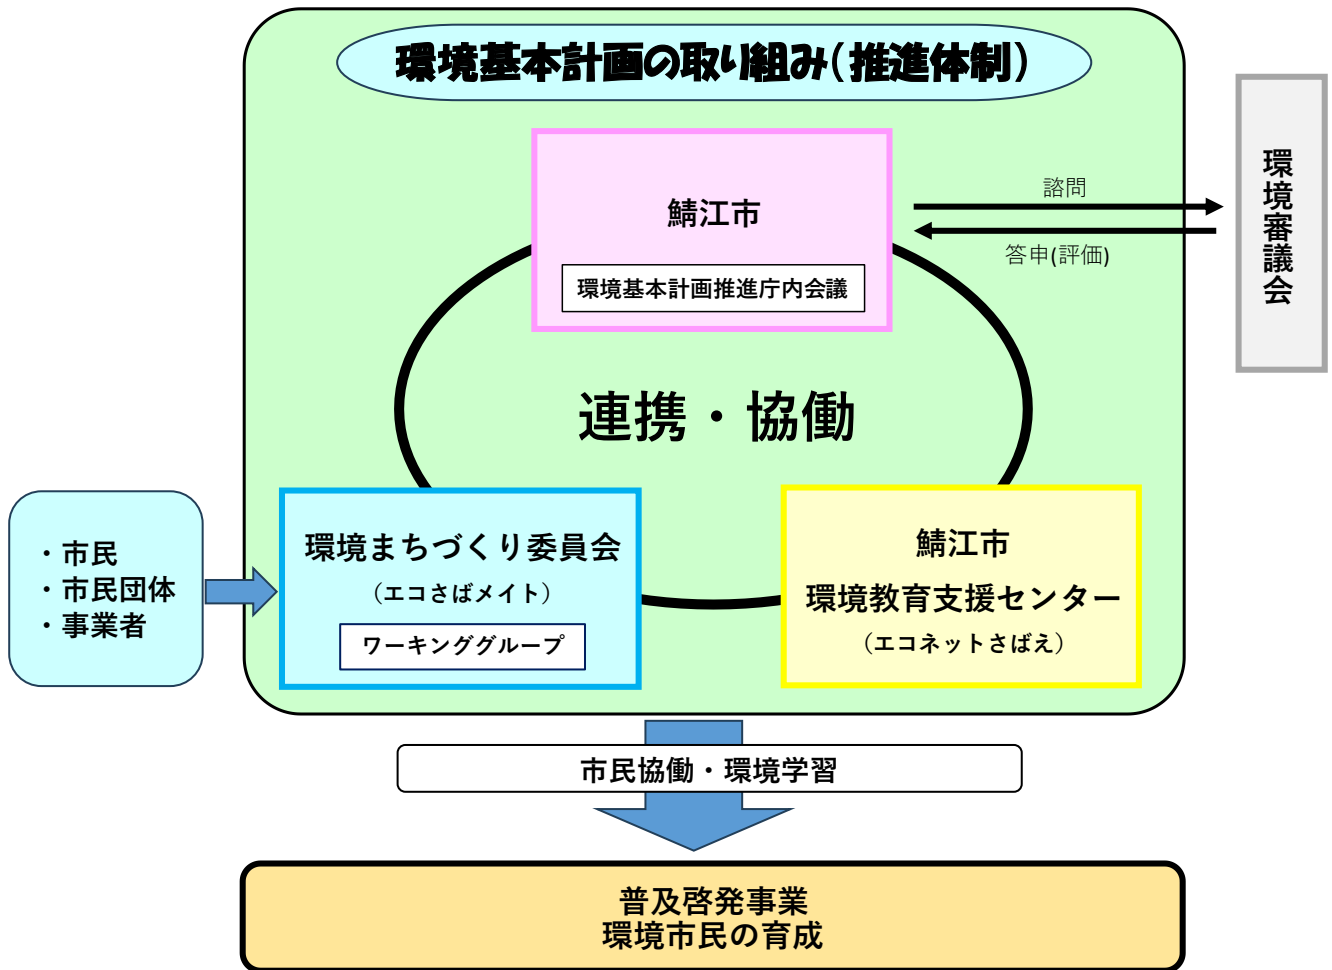 環境基本計画の取り組み(推進体制)
鯖江市
環境基本計画推進庁内会議
諮問
答申(評価)
環境審議会
連携・協働
・市民
・市民団体
・事業者
環境まちづくり委員会
（エコさばメイト）
ワーキンググループ
鯖江市
環境教育支援センター
（エコネットさばえ）
市民協働・環境学習
普及啓発事業
環境市民の育成